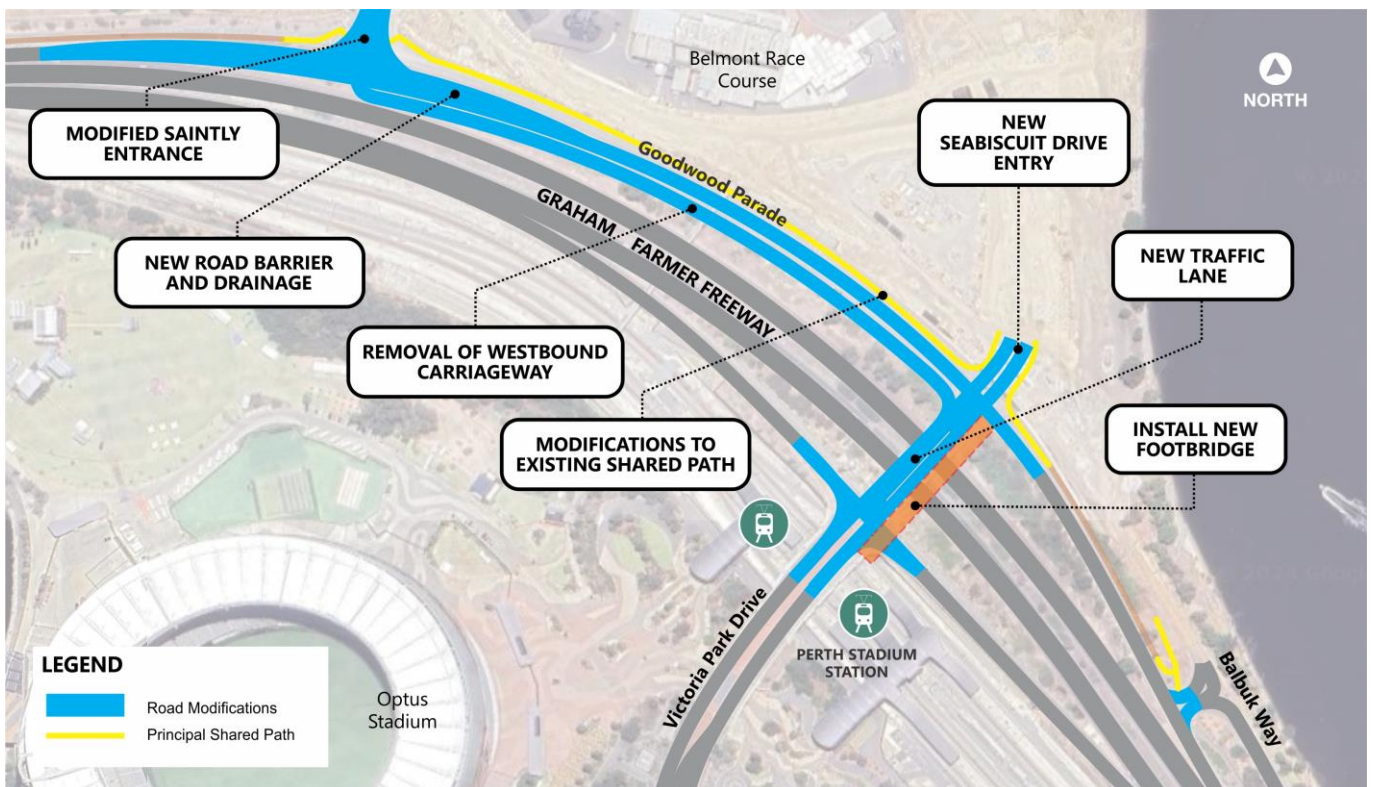 Belmont Race
Course
NORTH
MODIFIED SAINTLY
ENTRANCE
NEW
SEABISCUIT DRIVE
ENTRY
Goodwood Parade
GRAHAM FARMER FREEWAY
NEW ROAD BARRIER
AND DRAINAGE
NEW TRAFFIC
LANE
REMOVAL OF WESTBOUND
CARRIAGEWAY
MODIFICATIONS TO
EXISTING SHARED PATH
INSTALL NEW
FOOTBRIDGE
Victoria Park Drive
PERTH STADIUM
STATION
Balbuk Way
Optus
Stadium
LEGEND
Road Modifications
Principal Shared Path